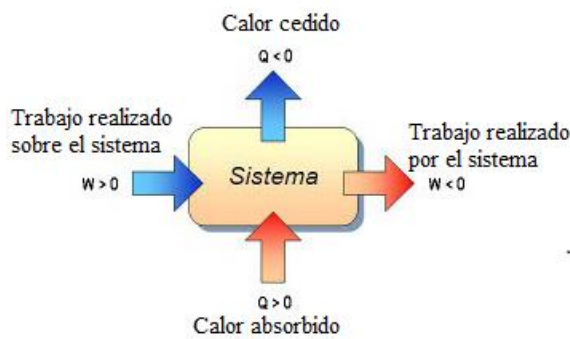 Calor cedido
Q < 0
Trabajo realizado
sobre el sistema
W > 0
Sistema
Trabajo realizado
por el sistema
W < 0
Q > 0
Calor absorbido